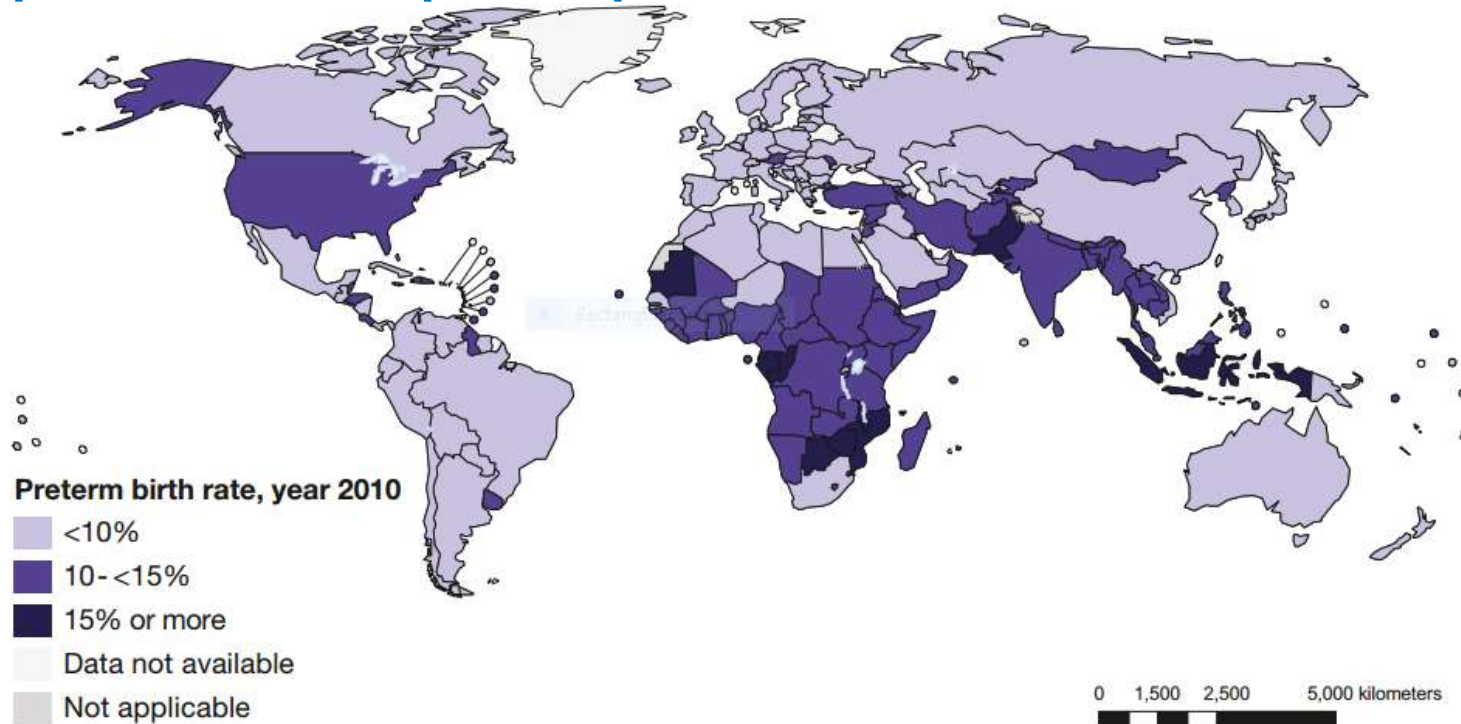 Preterm birth rate, year 2010
<10%
10-<15%
15% or more
Data not available
Not applicable
0 1,500 2,500 5,000 kilometers